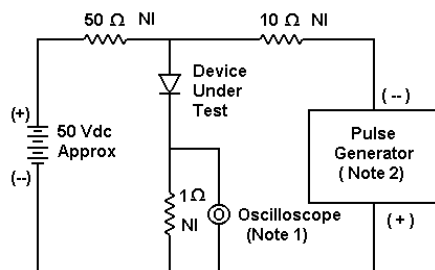 50 Ω NI
10 Ω NI
Device
Under
Test
(+)
50 Vdc
Approx
(--)
(--)
Pulse
Generator
(Note 2)
(+)
1Ω
NI
Oscilloscope
(Note 1)